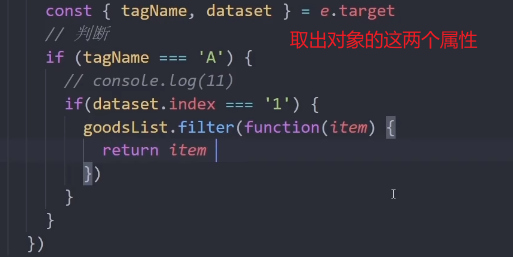 const { tagName, dataset } = e.target
// 判断
取出对象的这两个属性
if (tagName === 'A') {
// console.log(11)
if(dataset.index === '1') {
goodsList.filter(function(item) {
return item
})
}
}
})